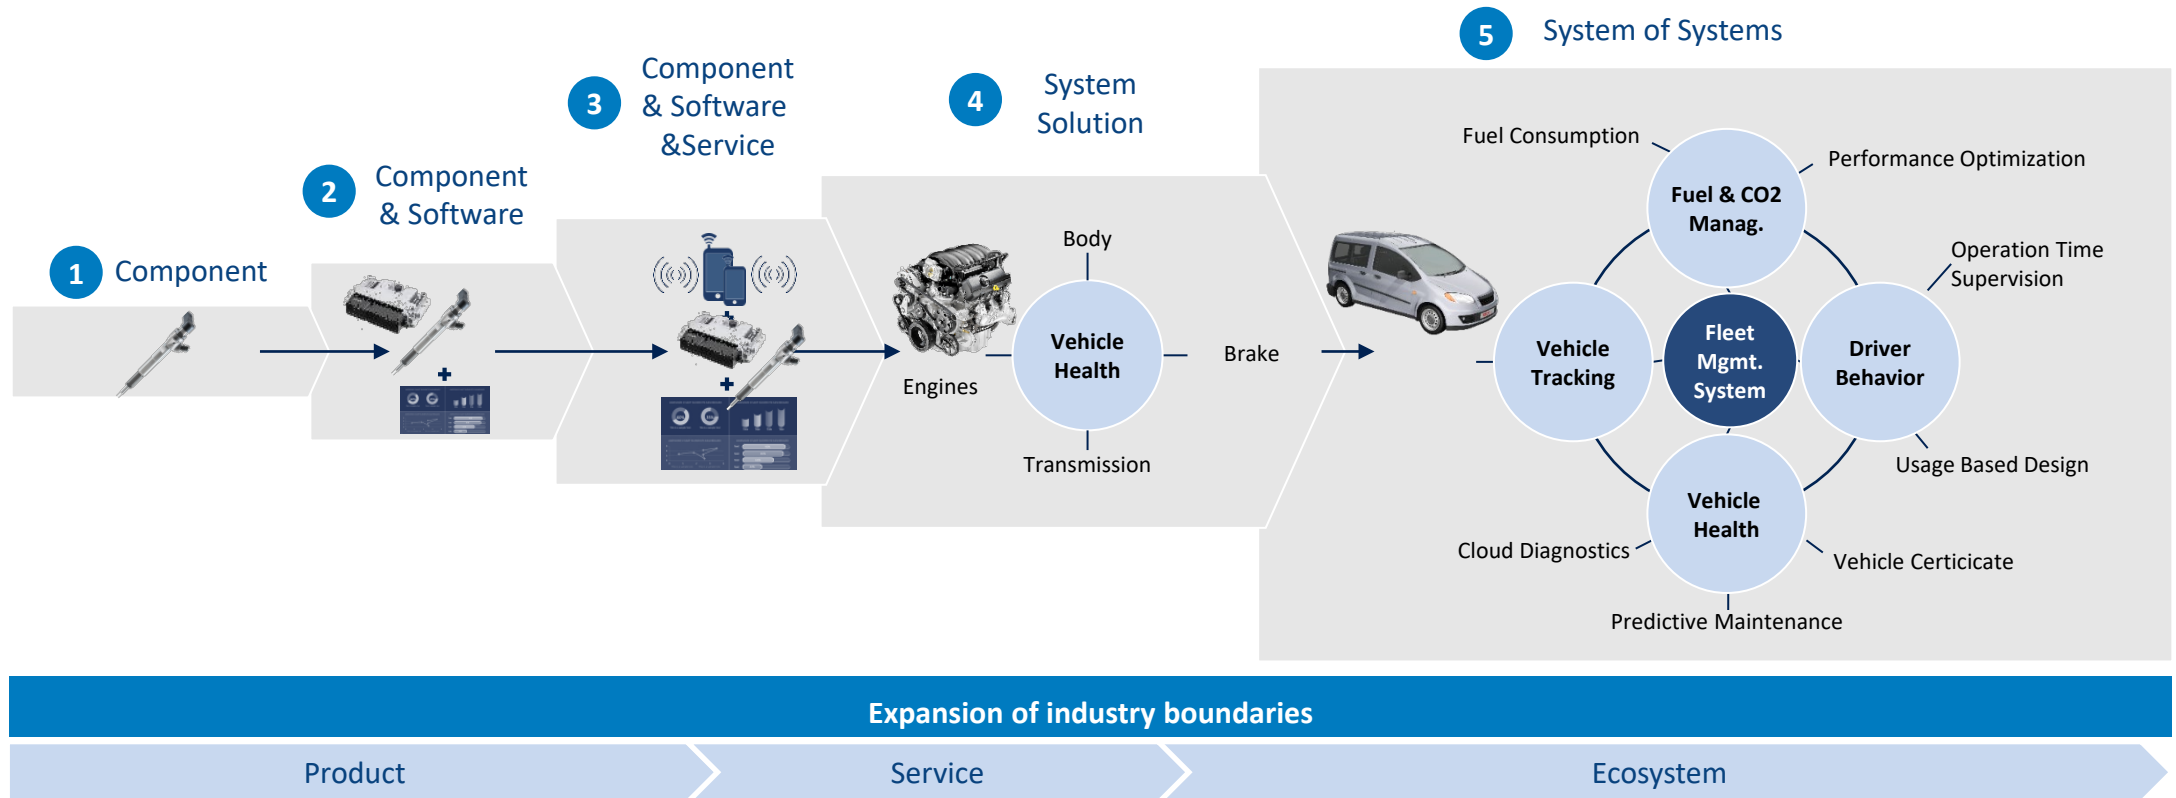 1
Component
2
Component
& Software
3
Component
& Software
&Service
4
System
Solution
5
System of Systems
Body
Vehicle
Health
Engines
Brake
Transmission
Fuel Consumption
Performance Optimization
Fuel & CO2
Manag.
Operation Time
Supervision
Vehicle
Tracking
Fleet
Mgmt.
System
Driver
Behavior
Usage Based Design
Vehicle
Health
Cloud Diagnostics
Vehicle Certicicate
Predictive Maintenance
Expansion of industry boundaries
Product
Service
Ecosystem